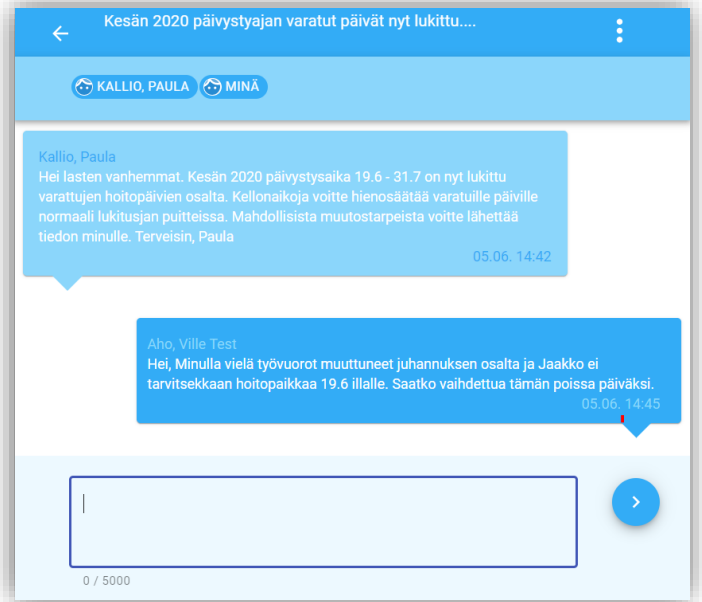 Kesän 2020 päivystyajan varatut päivät nyt lukittu....
KALLIO, PAULA MINÄ
Kallio, Paula
Hei lasten vanhemmat. Kesän 2020 päivystysaika 19.6 - 31.7 on nyt lukittu
varattujen hoitopäivien osalta. Kellonaikoja voitte hienosäätää varatuille päiville
normaali lukitusjan puitteissa. Mahdollisista muutostarpeista voitte lähettää
tiedon minulle. Terveisin, Paula
05.06. 14:42
Aho, Ville Test
Hei, Minulla vielä työvuorot muuttuneet juhannuksen osalta ja Jaakko ei
tarvitsekkaan hoitopaikkaa 19.6 illalle. Saatko vaihdettua tämän poissa päiväksi.
05.06. 14:45
0 / 5000